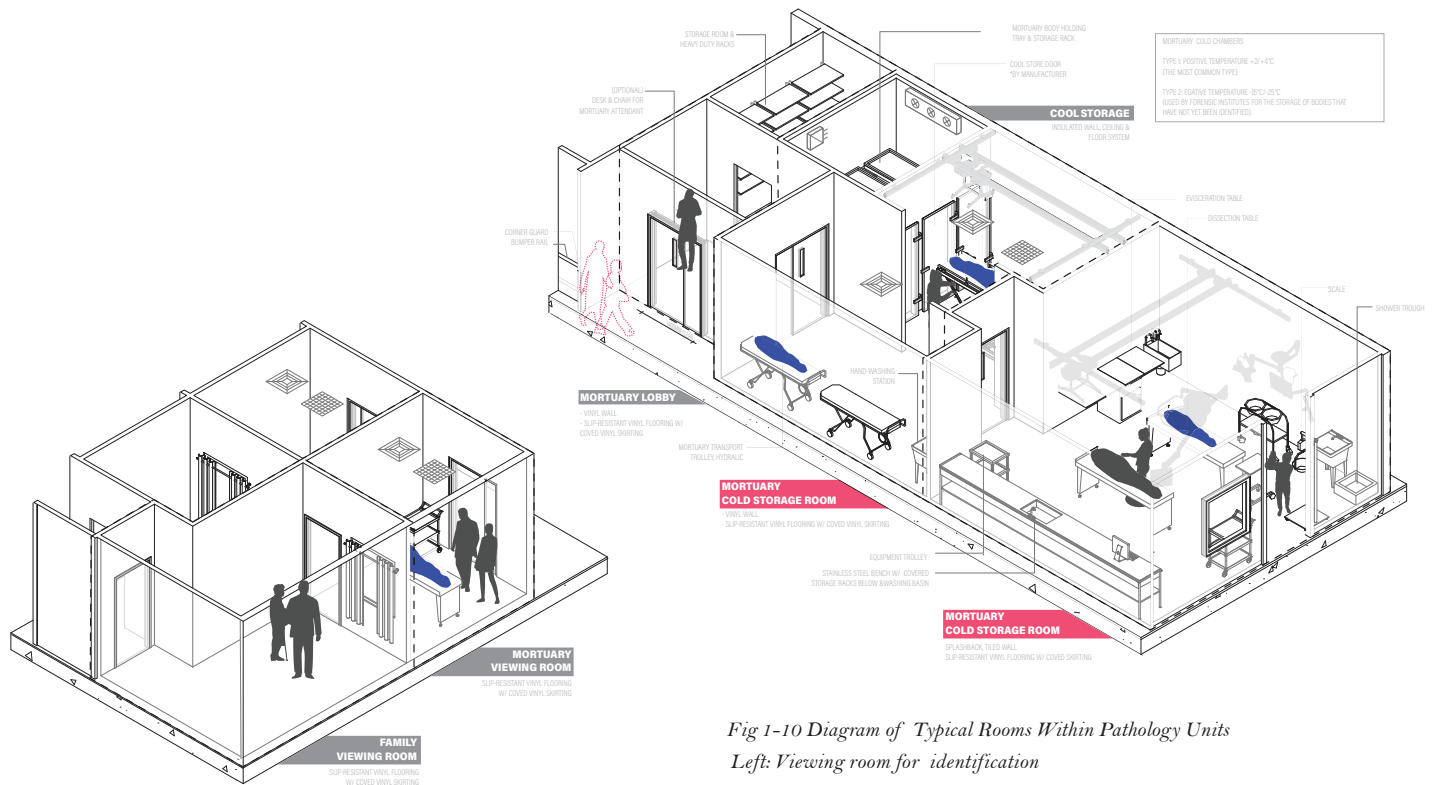 STORAGE ROOM &
HEAVY DUTY RACKS
MORTUARY BODY HOLDING
TRAY & STORAGE RACK
COOL STORE DOOR
*BY MANUFACTURER
MORTUARY COLD CHAMBERS
TYPE 1: POSITIVE TEMPERATURE +2/+4°C
(THE MOST COMMON TYPE)
TYPE 2: EGATIVE TEMPERATURE -15°C/-25°C
(USED BY FORENSIC INSTITUTES FOR THE STORAGE OF BODIES THAT
HAVE NOT YET BEEN IDENTIFIED).
(OPTIONAL)
DESK & CHAIR FOR
MORTUARY ATTENDANT
COOL STORAGE
INSULATED WALL, CEILING &
FLOOR SYSTEM
EVISCERATION TABLE
DISSECTION TABLE
CORNER GUARD
BUMPER RAIL
SCALE
SHOWER TROUGH
HAND-WASHING
STATION
MORTUARY LOBBY
- VINYL WALL
- SLIP-RESISTANT VINYL FLOORING W/
COVED VINYL SKIRTING
MORTUARY TRANSPORT
TROLLEY, HYDRALIC
MORTUARY
COLD STORAGE ROOM
- VINYL WALL
- SLIP-RESISTANT VINYL FLOORING W/ COVED VINYL SKIRTING
EQUIPMENT TROLLEY
STAINLESS STEEL BENCH W/ COVERED
STORAGE RACKS BELOW &WASHING BASIN
MORTUARY
COLD STORAGE ROOM
SPLASHBACK, TILED WALL
SLIP-RESISTANT VINYL FLOORING W/ COVED SKIRTING
MORTUARY
VIEWING ROOM
SLIP-RESISTANT VINYL FLOORING
W/ COVED VINYL SKIRTING
FAMILY
VIEWING ROOM
SLIP-RESISTANT VINYL FLOORING
W/ COVED VINYL SKIRTING
Fig 1-10 Diagram of Typical Rooms Within Pathology Units
Left: Viewing room for identification